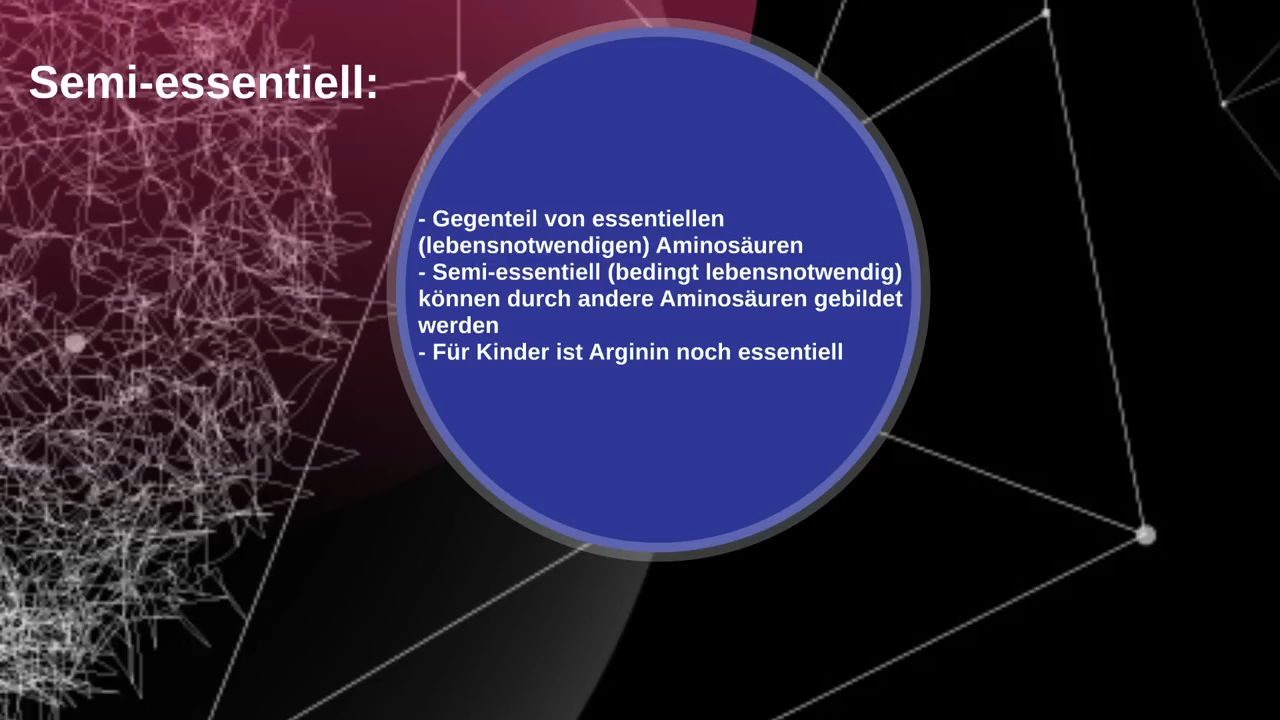 Semi-essentiell:
- Gegenteil von essentiellen
(lebensnotwendigen) Aminosäuren
- Semi-essentiell (bedingt lebensnotwendig)
können durch andere Aminosäuren gebildet
werden
- Für Kinder ist Arginin noch essentiell